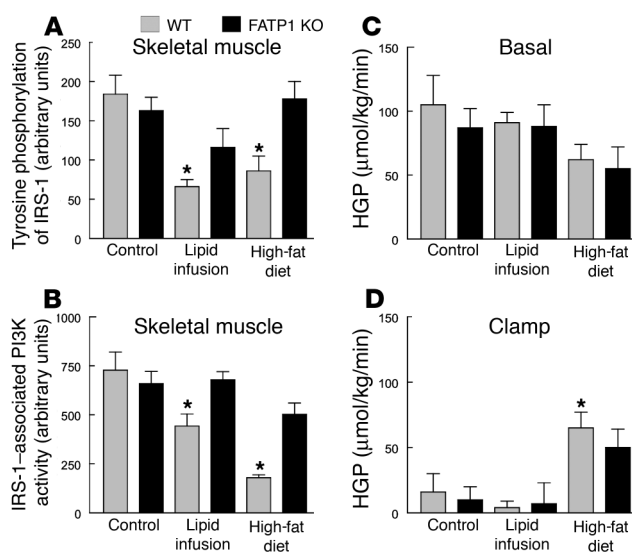 A
WT
FATP1 KO
Skeletal muscle
Tyrosine phosphorylation
of IRS-1 (arbitrary units)
250
200
150
100
50
0
*
*
Control
Lipid
infusion
High-fat
diet
C
Basal
HGP (μmol/kg/min)
150
100
50
0
Control
Lipid
infusion
High-fat
diet
B
Skeletal muscle
IRS-1–associated PI3K
activity (arbitrary units)
1000
750
500
250
0
*
*
Control
Lipid
infusion
High-fat
diet
D
Clamp
HGP (μmol/kg/min)
150
100
50
0
*
Control
Lipid
infusion
High-fat
diet